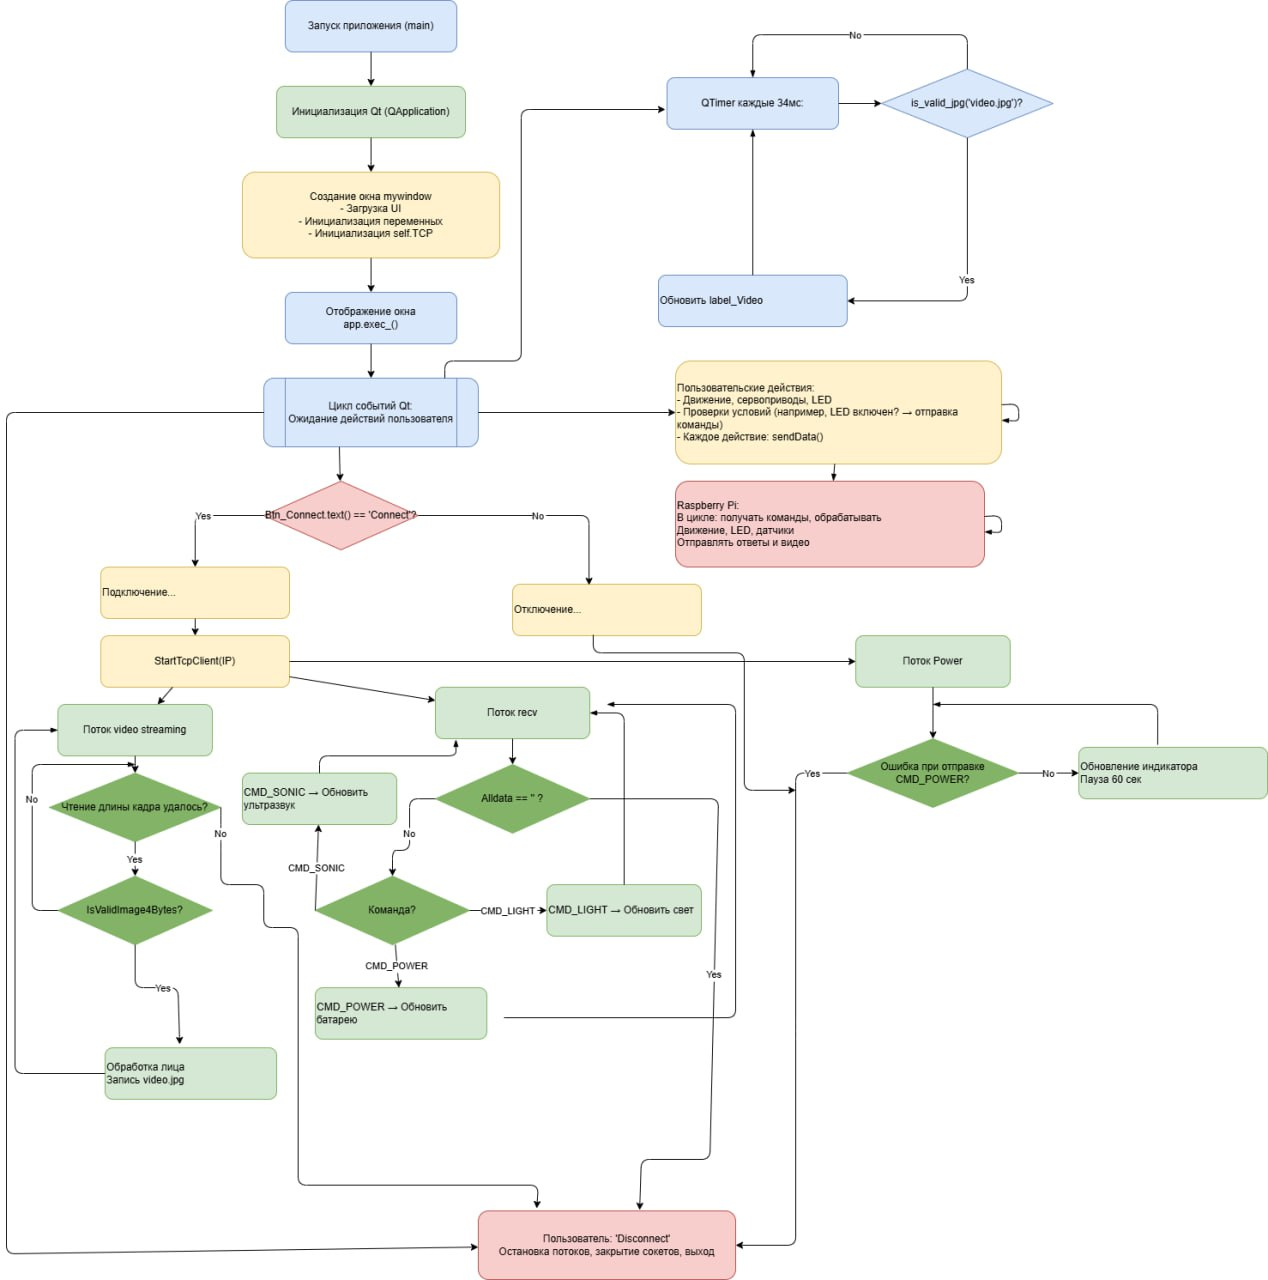 Запуск приложения (main)
Инициализация Qt (QApplication)
Создание окна mywindow
- Загрузка UI
- Инициализация переменных
- Инициализация self.TCP
Отображение окна
app.exec_()
Цикл событий Qt:
Ожидание действий пользователя
No
QTimer каждые 34мс:
is_valid_jpg('video.jpg')?
Yes
Обновить label_Video
Пользовательские действия:
- Движение, сервоприводы, LED
- Проверки условий (например, LED включен? → отправка
команды)
- Каждое действие: sendData()
Raspberry Pi:
В цикле: получать команды, обрабатывать
Движение, LED, датчики
Отправлять ответы и видео
Btn_Connect.text() == 'Connect'?
Yes
No
Подключение...
Отключение...
StartTcpClient(IP)
Поток video streaming
Чтение длины кадра удалось?
No
No
Yes
IsValidImage4Bytes?
Yes
Обработка лица
Запись video.jpg
Поток recv
Alldata == '' ?
No
Yes
Команда?
CMD_SONIC
CMD_SONIC → Обновить
ультразвук
CMD_LIGHT
CMD_LIGHT → Обновить свет
CMD_POWER
CMD_POWER → Обновить
батарею
Поток Power
Ошибка при отправке
CMD_POWER?
Yes
No
Обновление индикатора
Пауза 60 сек
Пользователь: 'Disconnect'
Остановка потоков, закрытие сокетов, выход